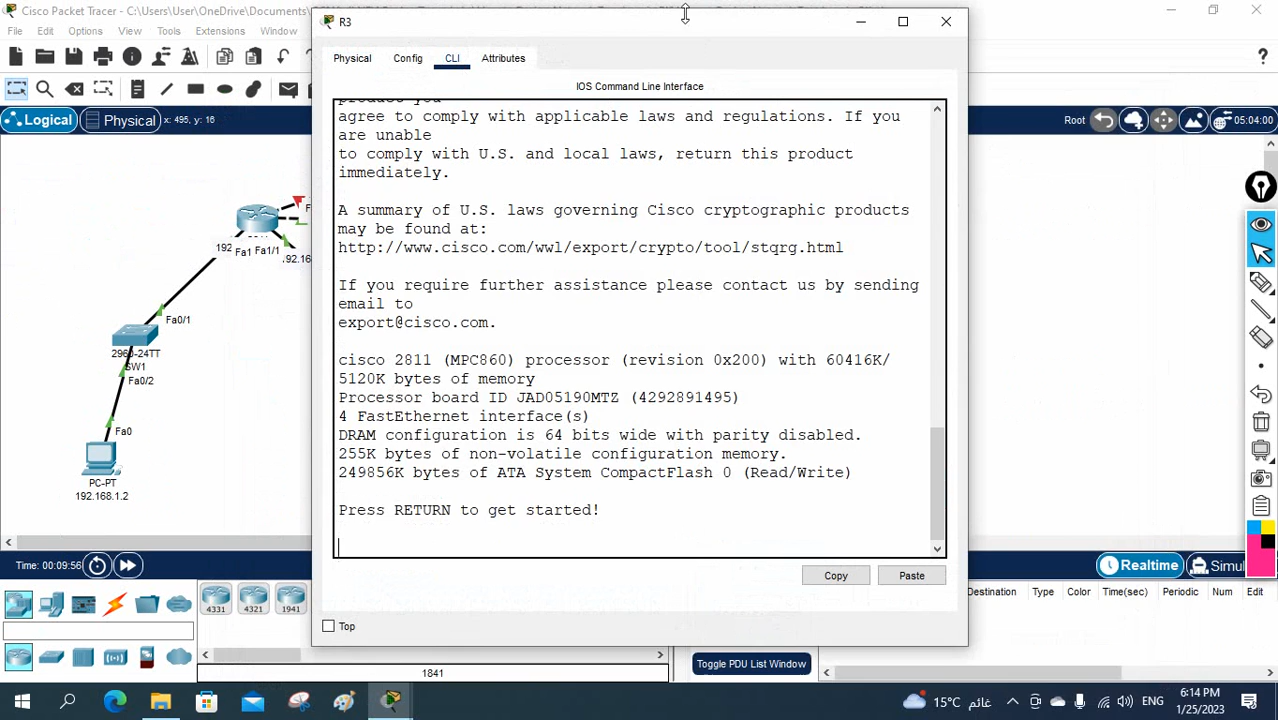 Cisco Packet Tracer - C:\Users\User\OneDrive\Documents
R3
File Edit Options View Tools Extensions Window
Physical Config CLI Attributes
IOS Command Line Interface
Logical Physical x: 495, y: 16
Root 05:04:00
product you
agree to comply with applicable laws and regulations. If you
are unable
to comply with U.S. and local laws, return this product
immediately.
A summary of U.S. laws governing Cisco cryptographic products
may be found at:
http://www.cisco.com/wwl/export/crypto/tool/stqrg.html
If you require further assistance please contact us by sending
email to
export@cisco.com.
cisco 2811 (MPC860) processor (revision 0x200) with 60416K/
5120K bytes of memory
Processor board ID JAD05190MTZ (4292891495)
4 FastEthernet interface(s)
DRAM configuration is 64 bits wide with parity disabled.
255K bytes of non-volatile configuration memory.
249856K bytes of ATA System CompactFlash 0 (Read/Write)
Press RETURN to get started!
Copy Paste
Top
Fa1/1
Fa0/1
2960-24TT
SW1
Fa0/2
Fa0
PC-PT
192.168.1.2
Time: 00:09:56
Realtime
4331 4321 1941
1841
Type Color Time(sec) Periodic Num Edit
Toggle PDU List Window
15°C غائم
ENG
6:14 PM
1/25/2023